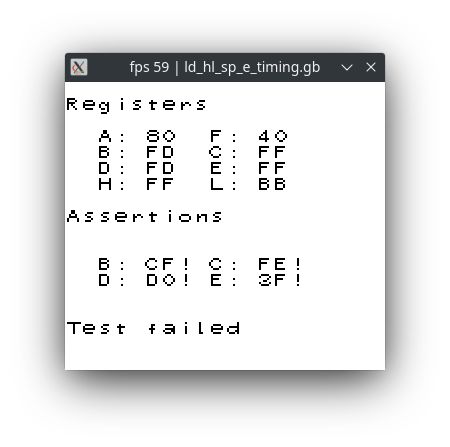 fps 59 | ld_hl_sp_e_timing.gb
Registers
A: 80 F: 40
B: FD C: FF
D: FD E: FF
H: FF L: BB
Assertions
B: CF! C: FE!
D: D0! E: 3F!
Test failed